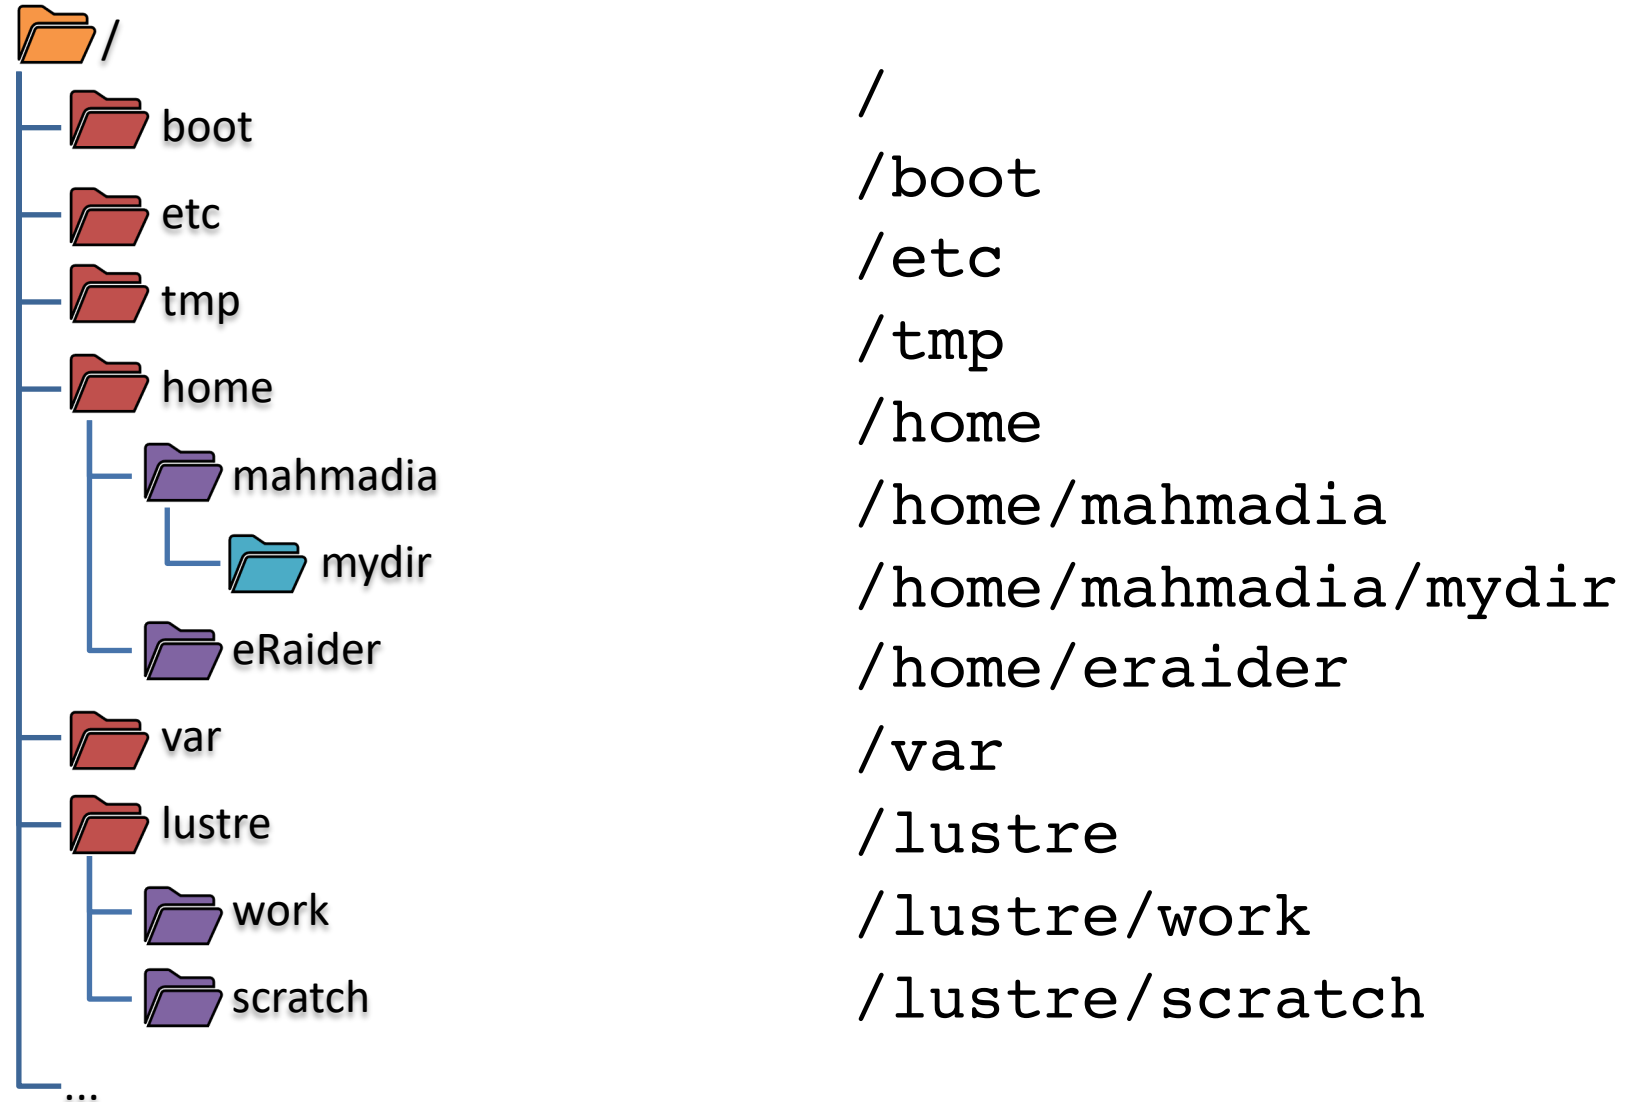 /
boot
etc
tmp
home
mahmadia
mydir
eRaider
var
lustre
work
scratch
...
/
/boot
/etc
/tmp
/home
/home/mahmadia
/home/mahmadia/mydir
/home/eraider
/var
/lustre
/lustre/work
/lustre/scratch